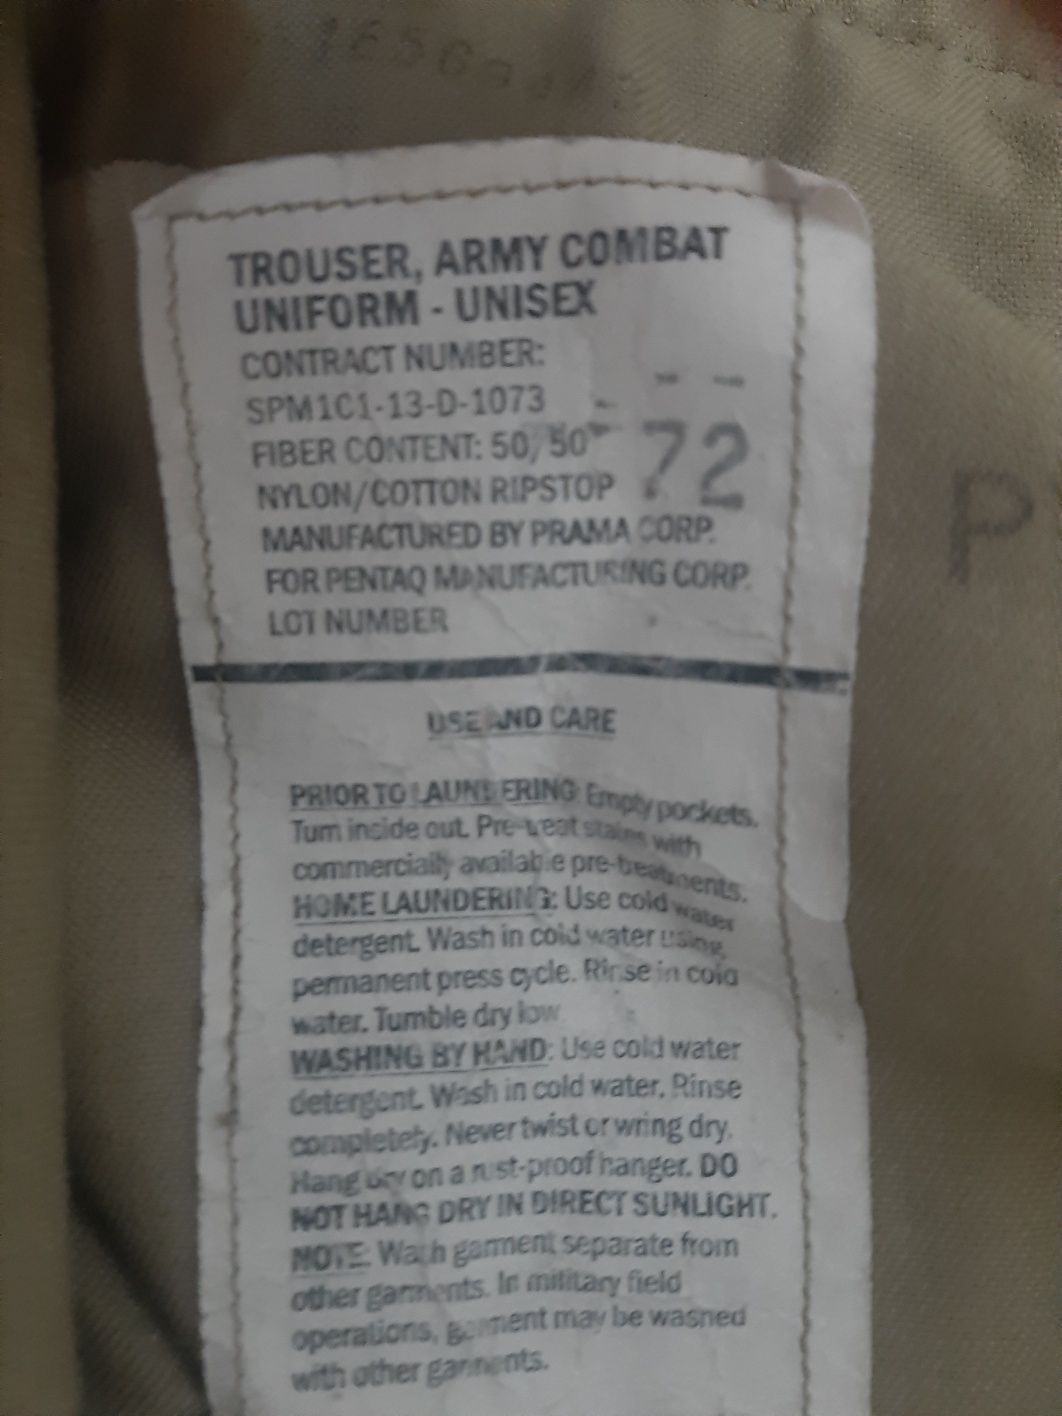 TROUSER, ARMY COMBAT
UNIFORM - UNISEX
CONTRACT NUMBER:
SPM1C1-13-D-1073
FIBER CONTENT: 50/50
NYLON/COTTON RIPSTOP
72
MANUFACTURED BY PRAMA CORP.
FOR PENTAQ MANUFACTURING CORP.
LOT NUMBER
P
USE AND CARE
PRIOR TO LAUNDERING: Empty pockets.
Turn inside out. Pre-treat stains with
commercially available pre-treatments.
HOME LAUNDERING: Use cold water
detergent. Wash in cold water using
permanent press cycle. Rinse in cold
water. Tumble dry low
WASHING BY HAND: Use cold water
detergent. Wash in cold water. Rinse
completely. Never twist or wring dry.
Hang dry on a rust-proof hanger. DO
NOT HANG DRY IN DIRECT SUNLIGHT.
NOTE: Wash garment separate from
other garments. In military field
operations, garment may be washed
with other garments.